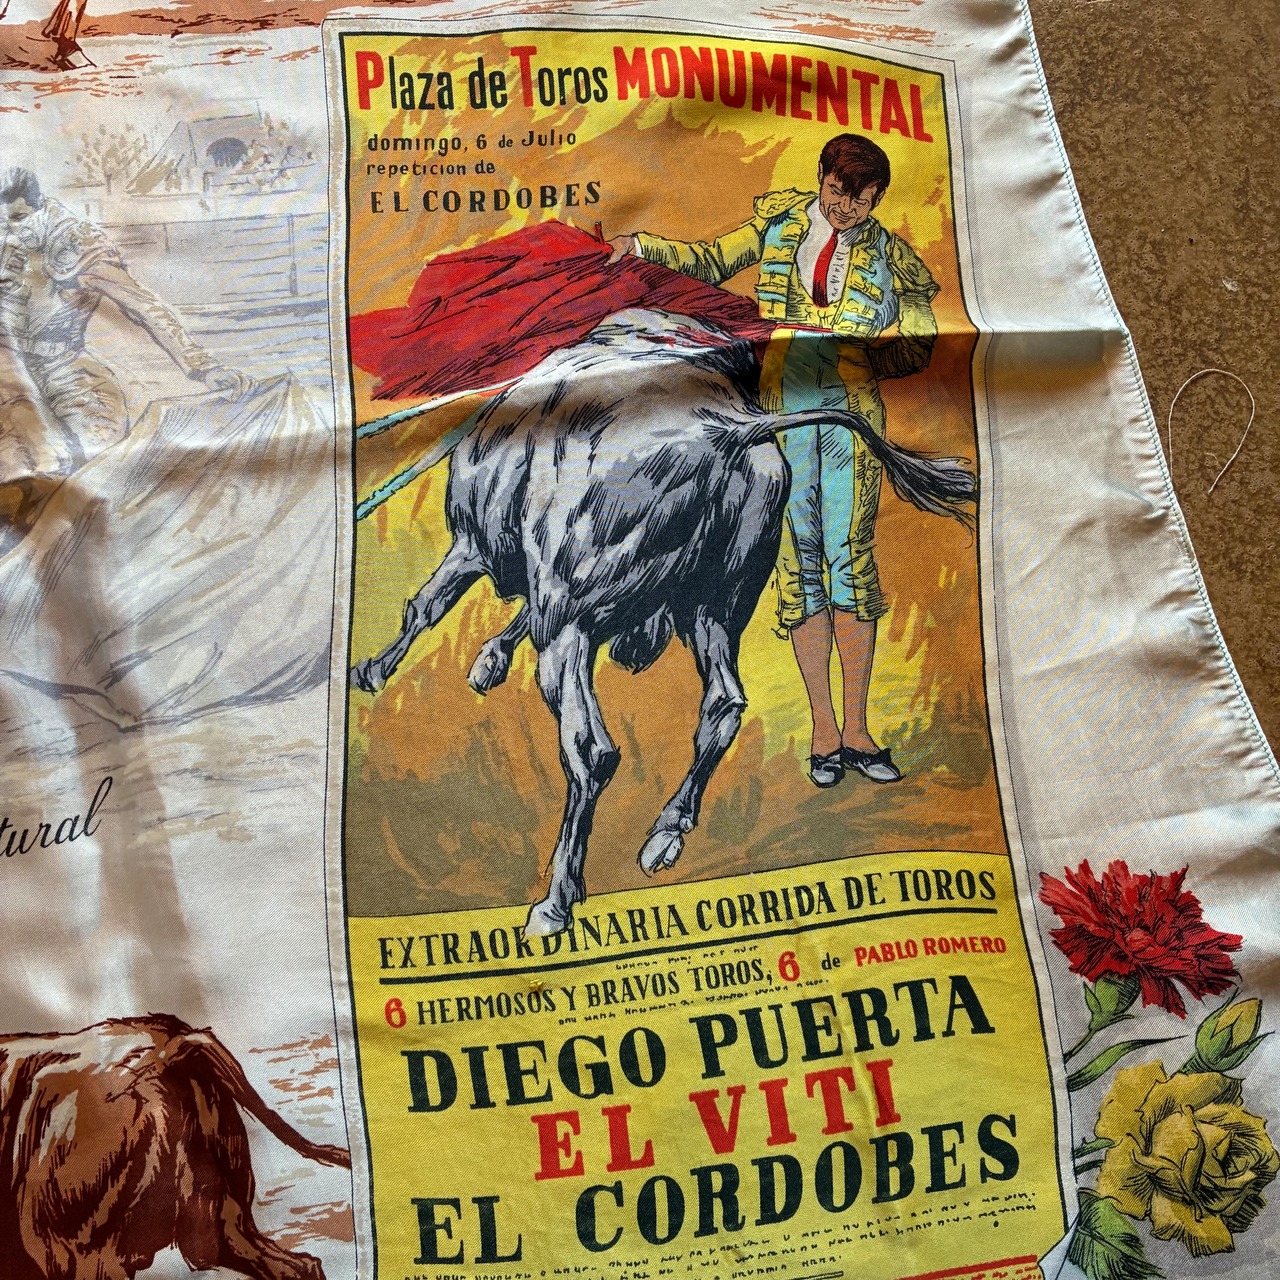 Plaza de Toros MONUMENTAL
domingo, 6 de Julio
repeticion de
EL CORDOBES
tural
EXTRAORDINARIA CORRIDA DE TOROS
6 HERMOSOS Y BRAVOS TOROS, 6 de PABLO ROMERO
DIEGO PUERTA
EL VITI
EL CORDOBES